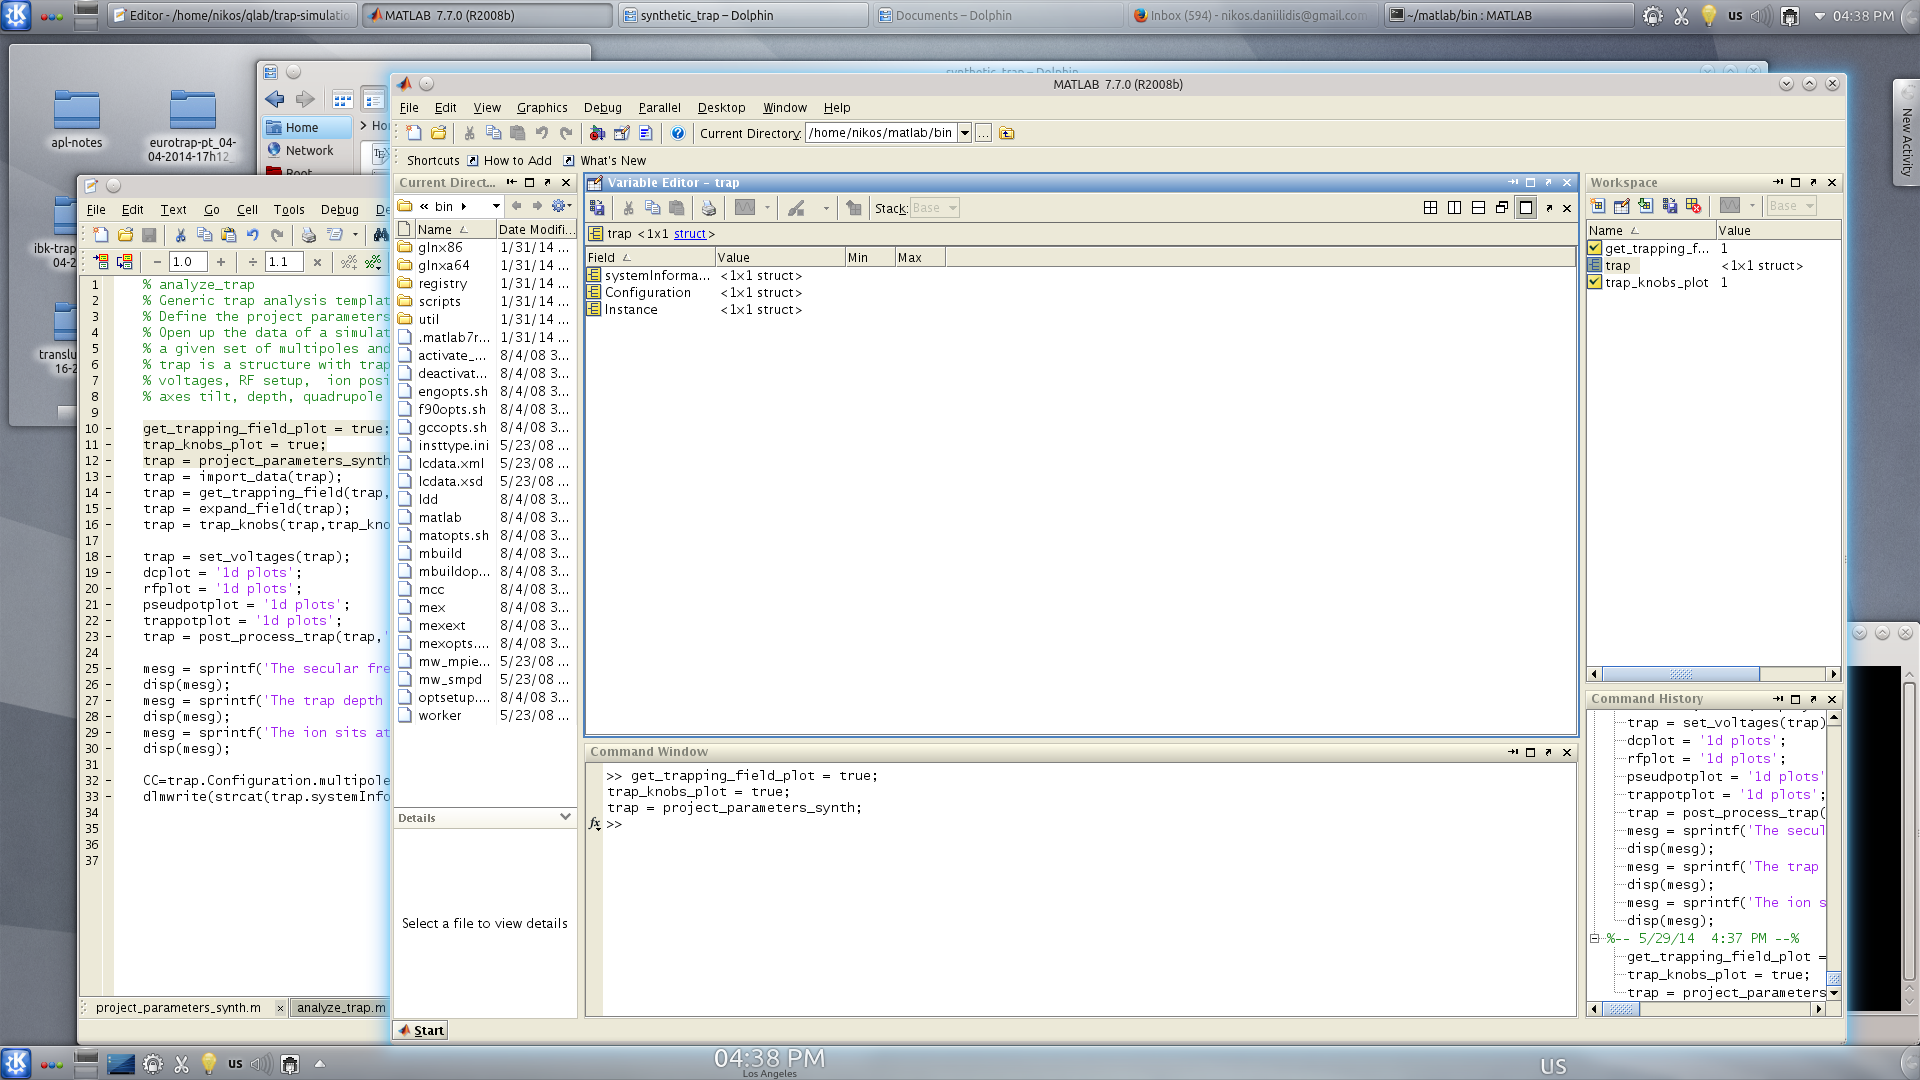 Editor - /home/nikos/qlab/trap-simulatio
MATLAB 7.7.0 (R2008b)
synthetic_trap – Dolphin
Documents – Dolphin
Inbox (594) - nikos.daniilidis@gmail.com
~/matlab/bin : MATLAB
us
04:38 PM
New Activity
apl-notes
eurotrap-pt_04-
04-2014-17h12_
ibk-trap
04-2
translu
16-2
synthetic_trap – Dolphin
Home
Network
Root
Ho
File Edit Text Go Cell Tools Debug De
1.0
1.1
1 % analyze_trap
2 % Generic trap analysis templat
3 % Define the project parameters
4 % Open up the data of a simulat
5 % a given set of multipoles and
6 % trap is a structure with trap
7 % voltages, RF setup,  ion posi
8 % axes tilt, depth, quadrupole
9
10 - get_trapping_field_plot = true;
11 - trap_knobs_plot = true;
12 - trap = project_parameters_synth
13 - trap = import_data(trap);
14 - trap = get_trapping_field(trap,
15 - trap = expand_field(trap);
16 - trap = trap_knobs(trap,trap_kno
17
18 - trap = set_voltages(trap);
19 - dcplot = '1d plots';
20 - rfplot = '1d plots';
21 - pseudpotplot = '1d plots';
22 - trappotplot = '1d plots';
23 - trap = post_process_trap(trap,'
24
25 - mesg = sprintf('The secular fre
26 - disp(mesg);
27 - mesg = sprintf('The trap depth
28 - disp(mesg);
29 - mesg = sprintf('The ion sits at
30 - disp(mesg);
31
32 - CC=trap.Configuration.multipole
33 - dlmwrite(strcat(trap.systemInfo
34
35
36
37
project_parameters_synth.m × analyze_trap.m
MATLAB 7.7.0 (R2008b)
File Edit View Graphics Debug Parallel Desktop Window Help
Current Directory: /home/nikos/matlab/bin ...
Shortcuts How to Add What's New
Current Direct...
« bin
Name Date Modifi...
glnx86 1/31/14 ...
glnxa64 1/31/14 ...
registry 1/31/14 ...
scripts 1/31/14 ...
util 1/31/14 ...
.matlab7r... 1/31/14 ...
activate_... 8/4/08 3...
deactivat... 8/4/08 3...
engopts.sh 8/4/08 3...
f90opts.sh 8/4/08 3...
gccopts.sh 8/4/08 3...
insttype.ini 5/23/08 ...
lcdata.xml 5/23/08 ...
lcdata.xsd 5/23/08 ...
ldd 8/4/08 3...
matlab 8/4/08 3...
matopts.sh 8/4/08 3...
mbuild 8/4/08 3...
mbuildop... 8/4/08 3...
mcc 8/4/08 3...
mex 8/4/08 3...
mexext 8/4/08 3...
mexopts.... 8/4/08 3...
mw_mpie... 5/23/08 ...
mw_smpd 5/23/08 ...
optsetup.... 8/4/08 3...
worker 5/23/08 ...
Details
Select a file to view details
Start
Variable Editor – trap
Stack: Base
trap <1x1 struct>
Field Value Min Max
systemInforma... <1x1 struct>
Configuration <1x1 struct>
Instance <1x1 struct>
Command Window
>> get_trapping_field_plot = true;
trap_knobs_plot = true;
trap = project_parameters_synth;
fx >>
Workspace
Base
Name Value
get_trapping_f... 1
trap <1x1 struct>
trap_knobs_plot 1
Command History
trap = set_voltages(trap)
dcplot = '1d plots';
rfplot = '1d plots';
pseudpotplot = '1d plots'
trappotplot = '1d plots';
trap = post_process_trap(
mesg = sprintf('The secul
disp(mesg);
mesg = sprintf('The trap
disp(mesg);
mesg = sprintf('The ion s
disp(mesg);
%-- 5/29/14  4:37 PM --%
get_trapping_field_plot =
trap_knobs_plot = true;
trap = project_parameters
us
04:38 PM
Los Angeles
US